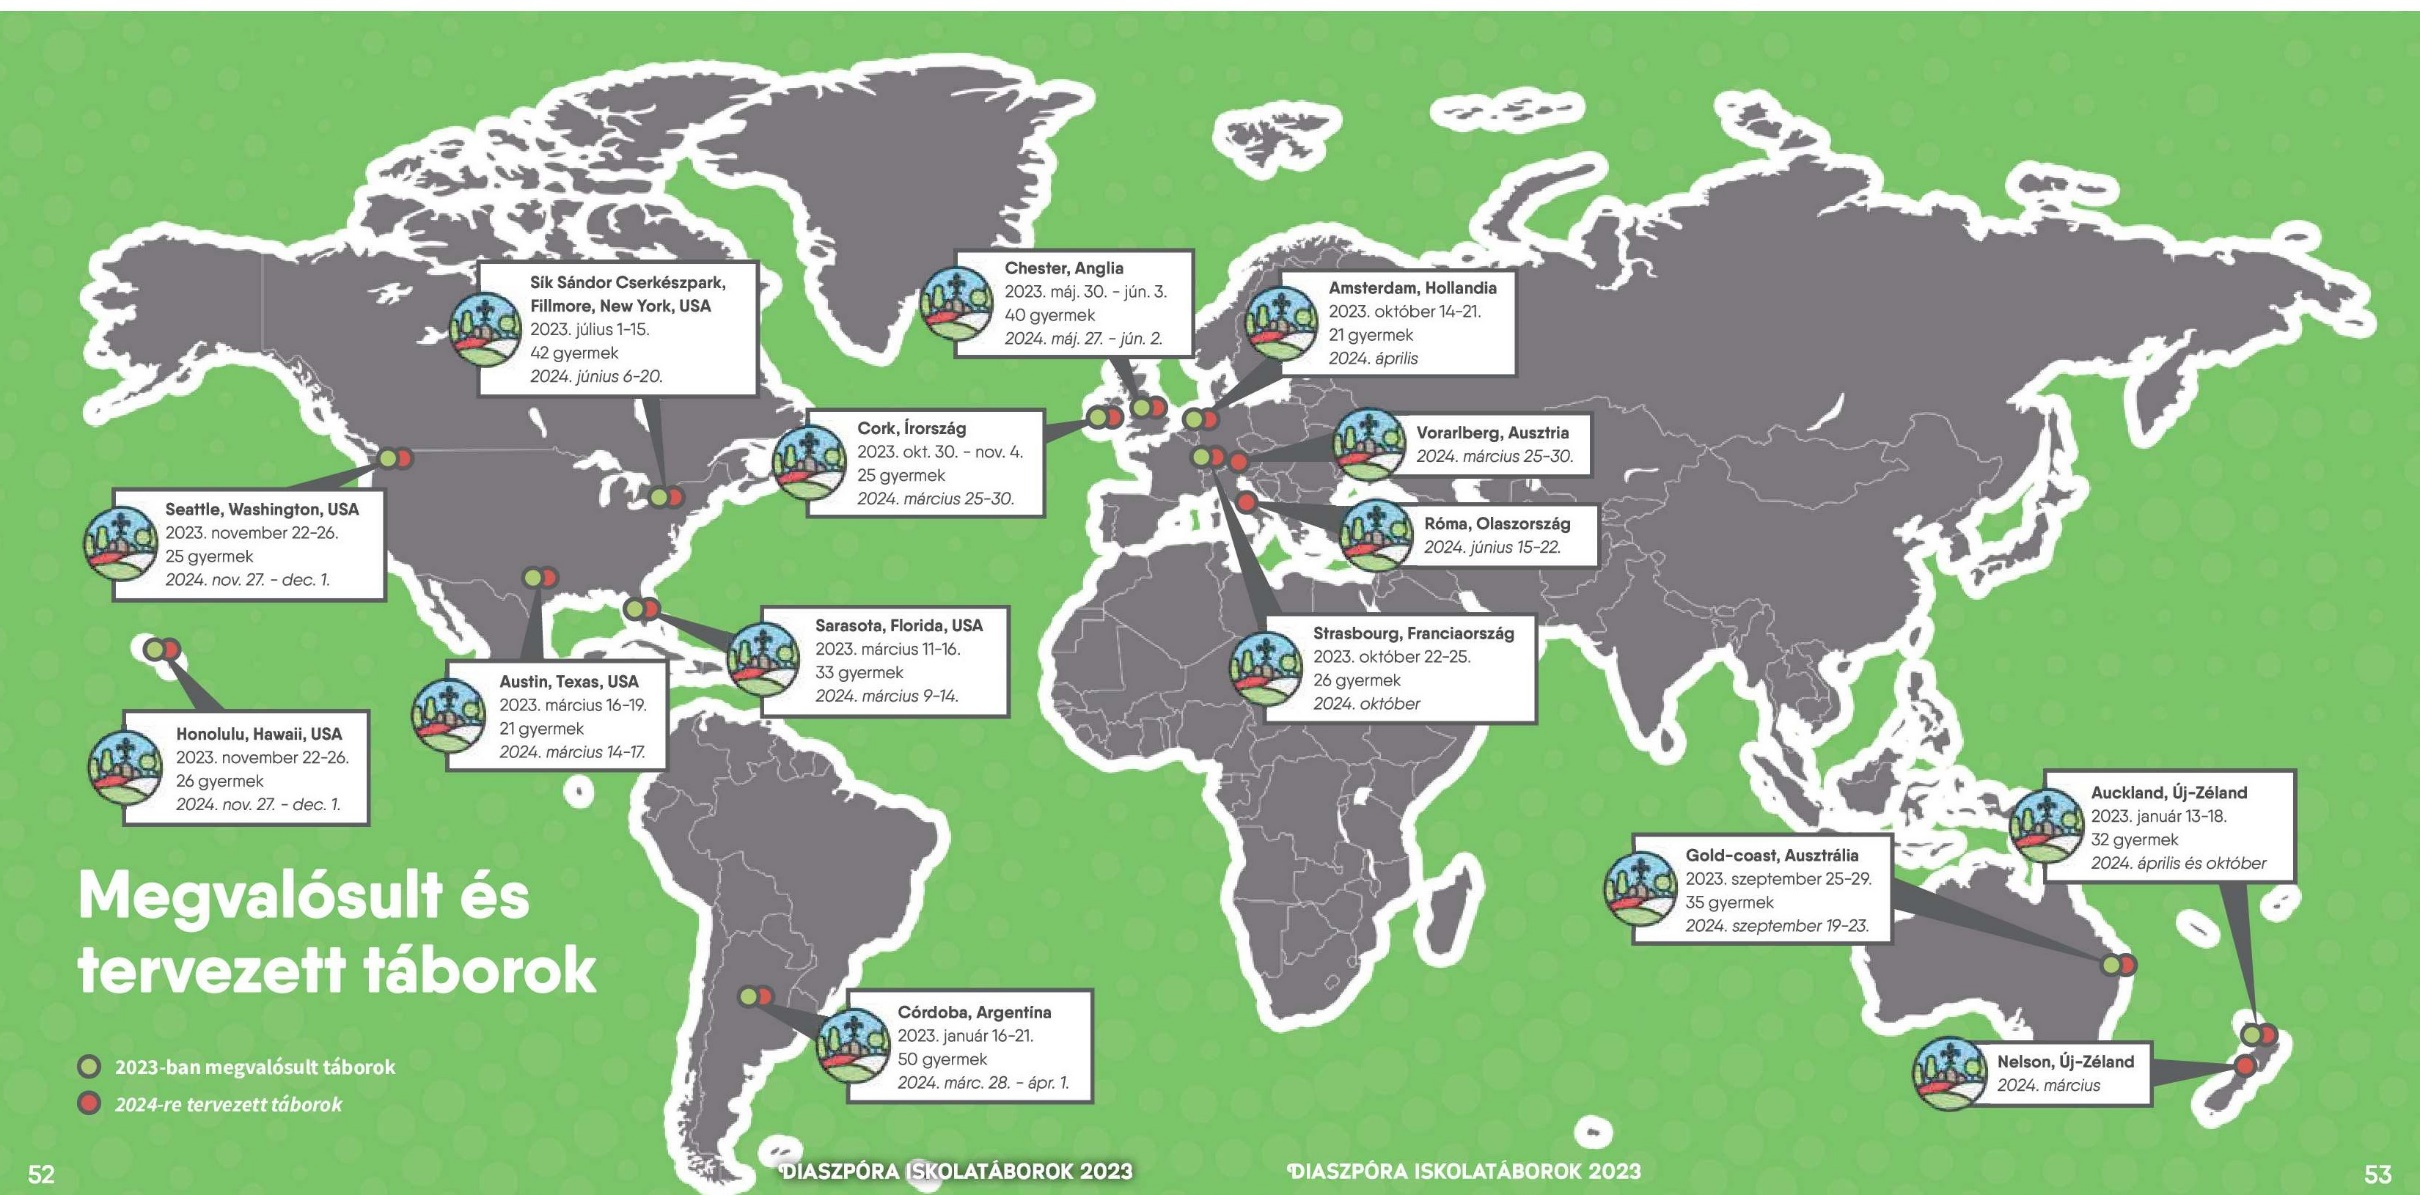 Sík Sándor Cserkészpark,
Fillmore, New York, USA
2023. július 1-15.
42 gyermek
2024. június 6-20.
Chester, Anglia
2023. máj. 30. - jún. 3.
40 gyermek
2024. máj. 27. - jún. 2.
Amsterdam, Hollandia
2023. október 14-21.
21 gyermek
2024. április
Cork, Írország
2023. okt. 30. - nov. 4.
25 gyermek
2024. március 25-30.
Vorarlberg, Ausztria
2024. március 25-30.
Seattle, Washington, USA
2023. november 22-26.
25 gyermek
2024. nov. 27. - dec. 1.
Róma, Olaszország
2024. június 15-22.
Sarasota, Florida, USA
2023. március 11-16.
33 gyermek
2024. március 9-14.
Strasbourg, Franciaország
2023. október 22-25.
26 gyermek
2024. október
Austin, Texas, USA
2023. március 16-19.
21 gyermek
2024. március 14-17.
Honolulu, Hawaii, USA
2023. november 22-26.
26 gyermek
2024. nov. 27. - dec. 1.
Auckland, Új-Zéland
2023. január 13-18.
32 gyermek
2024. április és október
Gold-coast, Ausztrália
2023. szeptember 25-29.
35 gyermek
2024. szeptember 19-23.
Megvalósult és
tervezett táborok
Córdoba, Argentína
2023. január 16-21.
50 gyermek
2024. márc. 28. - ápr. 1.
Nelson, Új-Zéland
2024. március
2023-ban megvalósult táborok
2024-re tervezett táborok
52
DIASZPÓRA ISKOLATÁBOROK 2023
DIASZPÓRA ISKOLATÁBOROK 2023
53